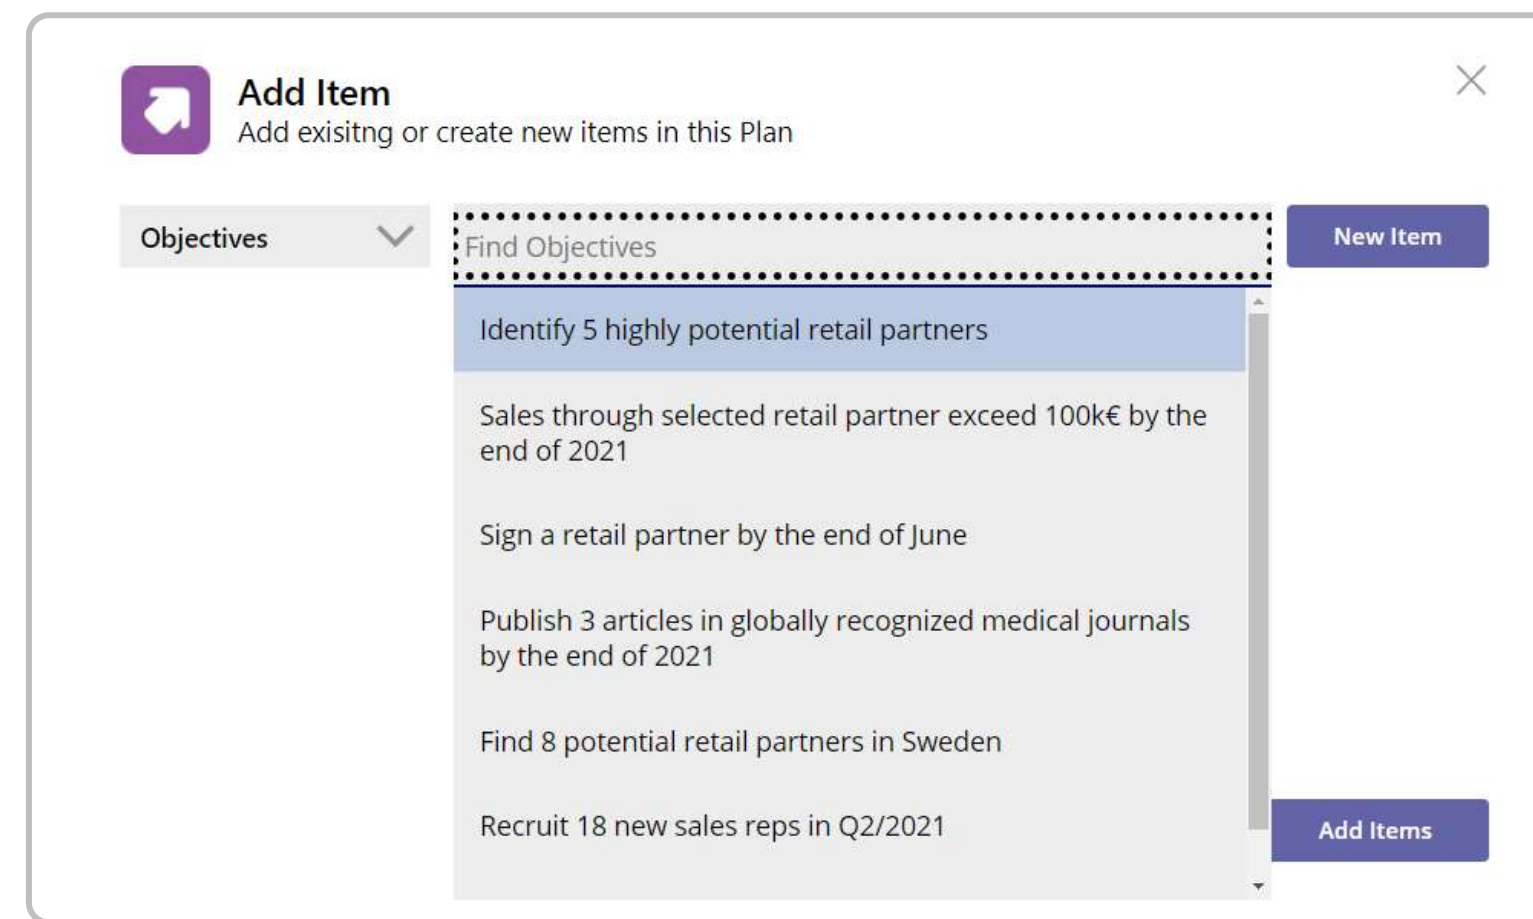 Add Item
Add exisitng or create new items in this Plan
Objectives
Find Objectives
New Item
Identify 5 highly potential retail partners
Sales through selected retail partner exceed 100k€ by the
end of 2021
Sign a retail partner by the end of June
Publish 3 articles in globally recognized medical journals
by the end of 2021
Find 8 potential retail partners in Sweden
Recruit 18 new sales reps in Q2/2021
Add Items